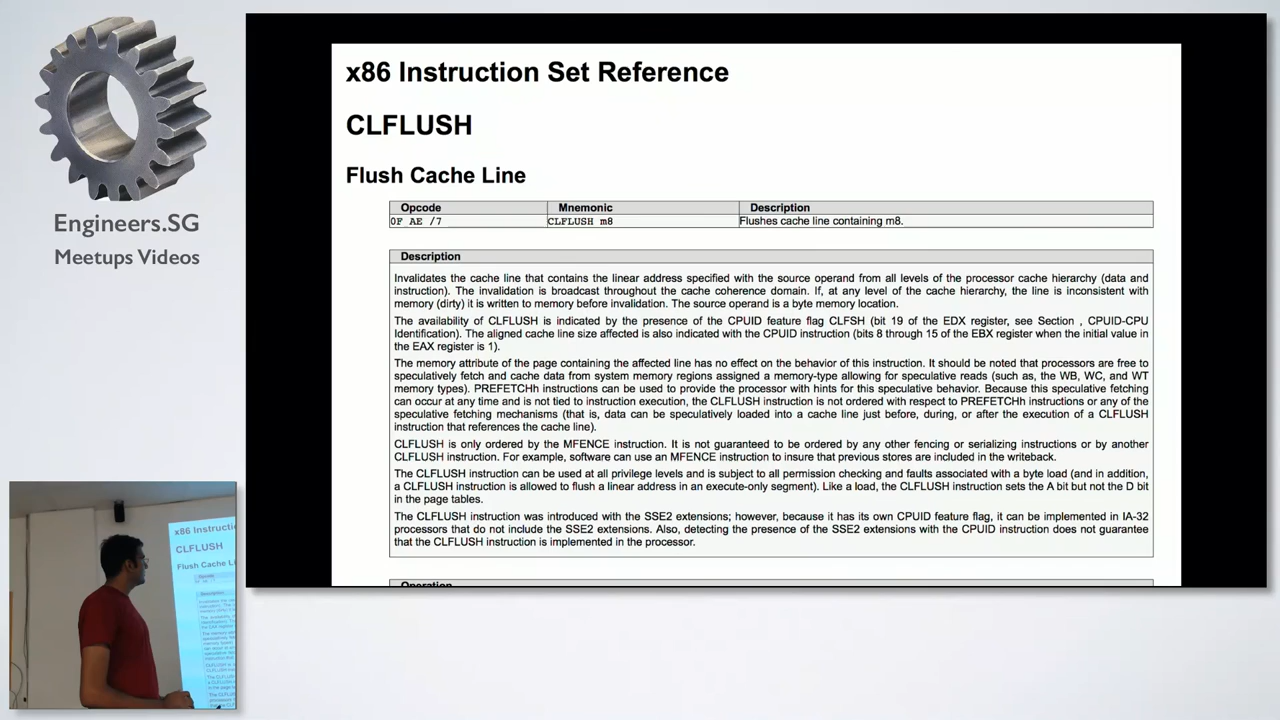 Engineers.SG
Meetups Videos
x86 Instruction Set Reference
CLFLUSH
Flush Cache Line
Opcode Mnemonic Description
0F AE /7 CLFLUSH m8 Flushes cache line containing m8.
Description
Invalidates the cache line that contains the linear address specified with the source operand from all levels of the processor cache hierarchy (data and
instruction). The invalidation is broadcast throughout the cache coherence domain. If, at any level of the cache hierarchy, the line is inconsistent with
memory (dirty) it is written to memory before invalidation. The source operand is a byte memory location.
The availability of CLFLUSH is indicated by the presence of the CPUID feature flag CLFSH (bit 19 of the EDX register, see Section , CPUID-CPU
Identification). The aligned cache line size affected is also indicated with the CPUID instruction (bits 8 through 15 of the EBX register when the initial value in
the EAX register is 1).
The memory attribute of the page containing the affected line has no effect on the behavior of this instruction. It should be noted that processors are free to
speculatively fetch and cache data from system memory regions assigned a memory-type allowing for speculative reads (such as, the WB, WC, and WT
memory types). PREFETCHh instructions can be used to provide the processor with hints for this speculative behavior. Because this speculative fetching
can occur at any time and is not tied to instruction execution, the CLFLUSH instruction is not ordered with respect to PREFETCHh instructions or any of the
speculative fetching mechanisms (that is, data can be speculatively loaded into a cache line just before, during, or after the execution of a CLFLUSH
instruction that references the cache line).
CLFLUSH is only ordered by the MFENCE instruction. It is not guaranteed to be ordered by any other fencing or serializing instructions or by another
CLFLUSH instruction. For example, software can use an MFENCE instruction to insure that previous stores are included in the writeback.
The CLFLUSH instruction can be used at all privilege levels and is subject to all permission checking and faults associated with a byte load (and in addition,
a CLFLUSH instruction is allowed to flush a linear address in an execute-only segment). Like a load, the CLFLUSH instruction sets the A bit but not the D bit
in the page tables.
The CLFLUSH instruction was introduced with the SSE2 extensions; however, because it has its own CPUID feature flag, it can be implemented in IA-32
processors that do not include the SSE2 extensions. Also, detecting the presence of the SSE2 extensions with the CPUID instruction does not guarantee
that the CLFLUSH instruction is implemented in the processor.
Operation
x86 Instructi
CLFLUSH
Flush Cache Li